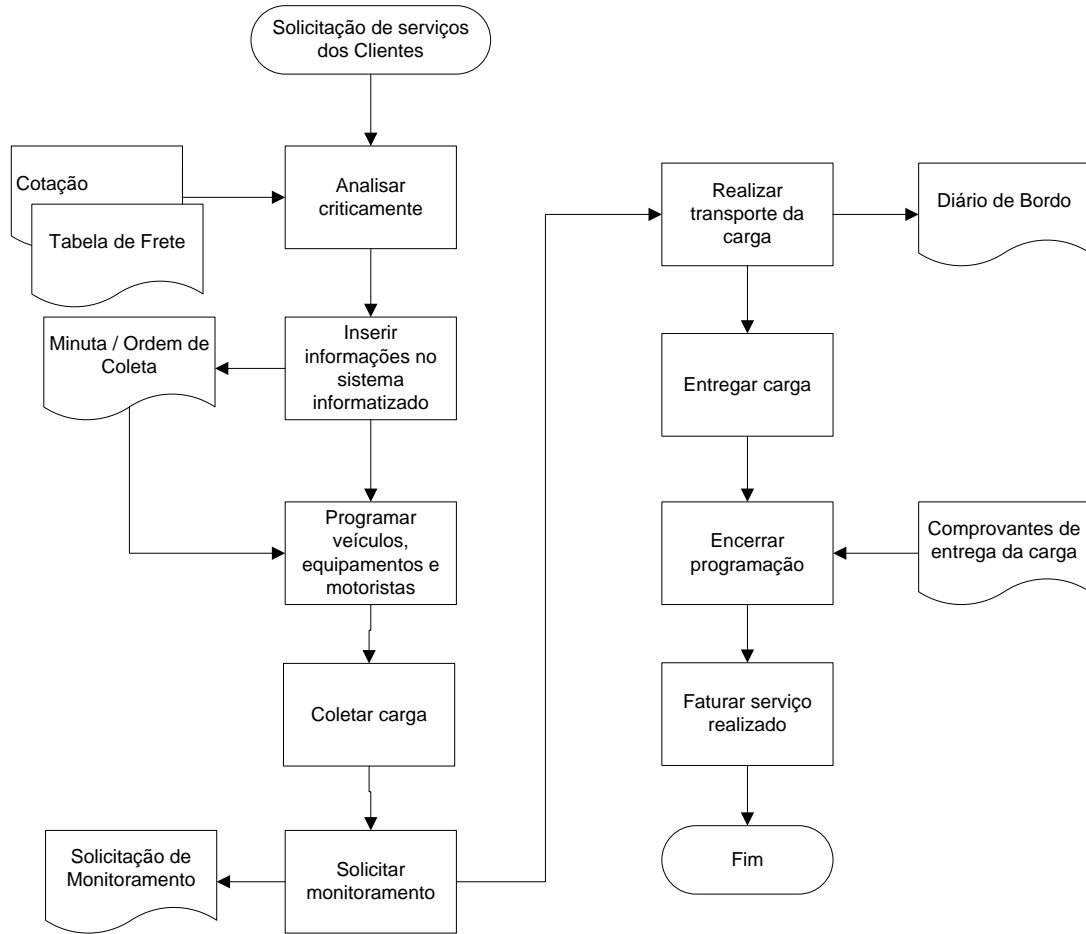 Solicitação de serviços
dos Clientes
Cotação
Tabela de Frete
Analisar
criticamente
Minuta / Ordem de
Coleta
Inserir
informações no
sistema
informatizado
Programar
veículos,
equipamentos e
motoristas
Coletar carga
Solicitação de
Monitoramento
Solicitar
monitoramento
Realizar
transporte da
carga
Diário de Bordo
Entregar carga
Encerrar
programação
Comprovantes de
entrega da carga
Faturar serviço
realizado
Fim